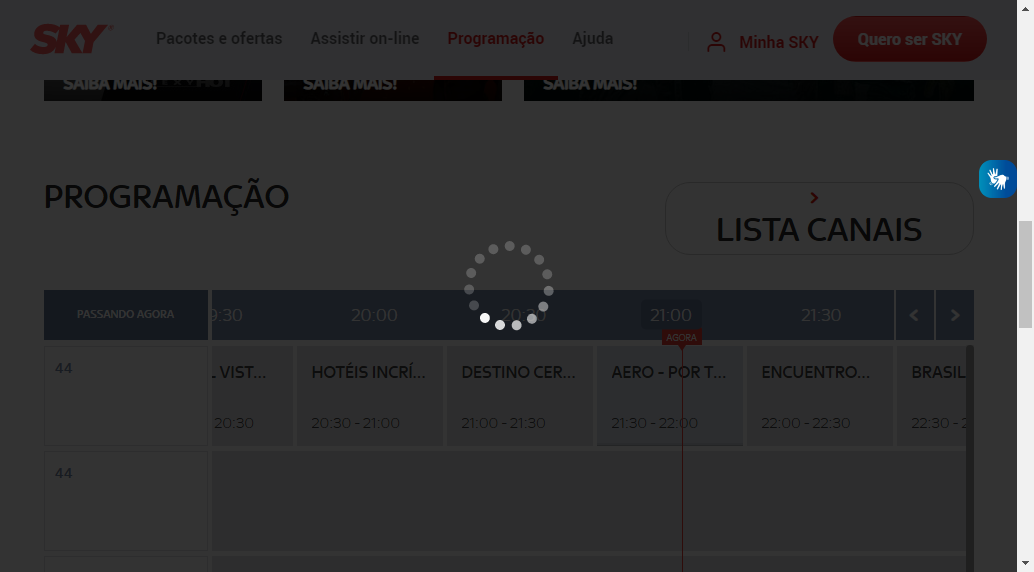 SKY
Pacotes e ofertas
Assistir on-line
Programação
Ajuda
Minha SKY
Quero ser SKY
SAIBA MAIS!
SAIBA MAIS!
SAIBA MAIS!
PROGRAMAÇÃO
LISTA CANAIS
PASSANDO AGORA
9:30
20:00
20:30
21:00
21:30
AGORA
44
VIST...
20:30
HOTÉIS INCRÍ...
20:30 - 21:00
DESTINO CER...
21:00 - 21:30
AERO - POR T...
21:30 - 22:00
ENCUENTRO...
22:00 - 22:30
BRASIL
22:30 - 2
44